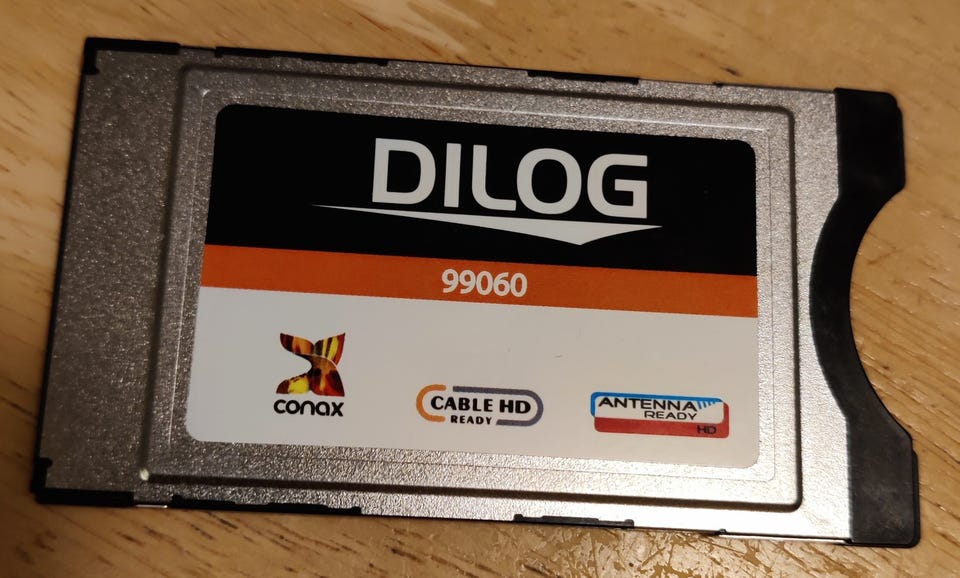 DILOG
99060
conax
CABLE HD
READY
ANTENNA
READY
HD